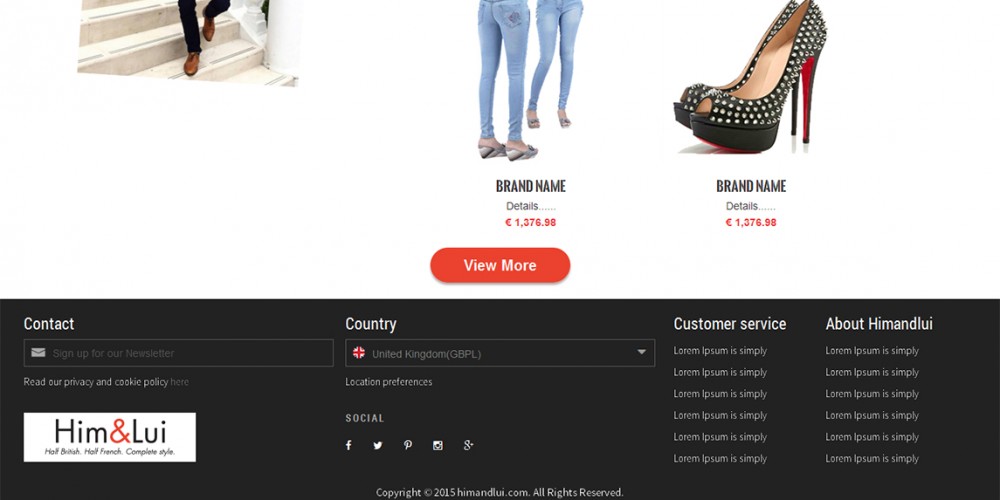 BRAND NAME
Details......
€ 1,376.98
BRAND NAME
Details......
€ 1,376.98
View More
Contact
Sign up for our Newsletter
Read our privacy and cookie policy here
Him&Lui
Half British. Half French. Complete style.
Country
United Kingdom(GBPL)
Location preferences
SOCIAL
Customer service
Lorem Ipsum is simply
Lorem Ipsum is simply
Lorem Ipsum is simply
Lorem Ipsum is simply
Lorem Ipsum is simply
Lorem Ipsum is simply
About Himandlui
Lorem Ipsum is simply
Lorem Ipsum is simply
Lorem Ipsum is simply
Lorem Ipsum is simply
Lorem Ipsum is simply
Lorem Ipsum is simply
Copyright © 2015 himandlui.com. All Rights Reserved.